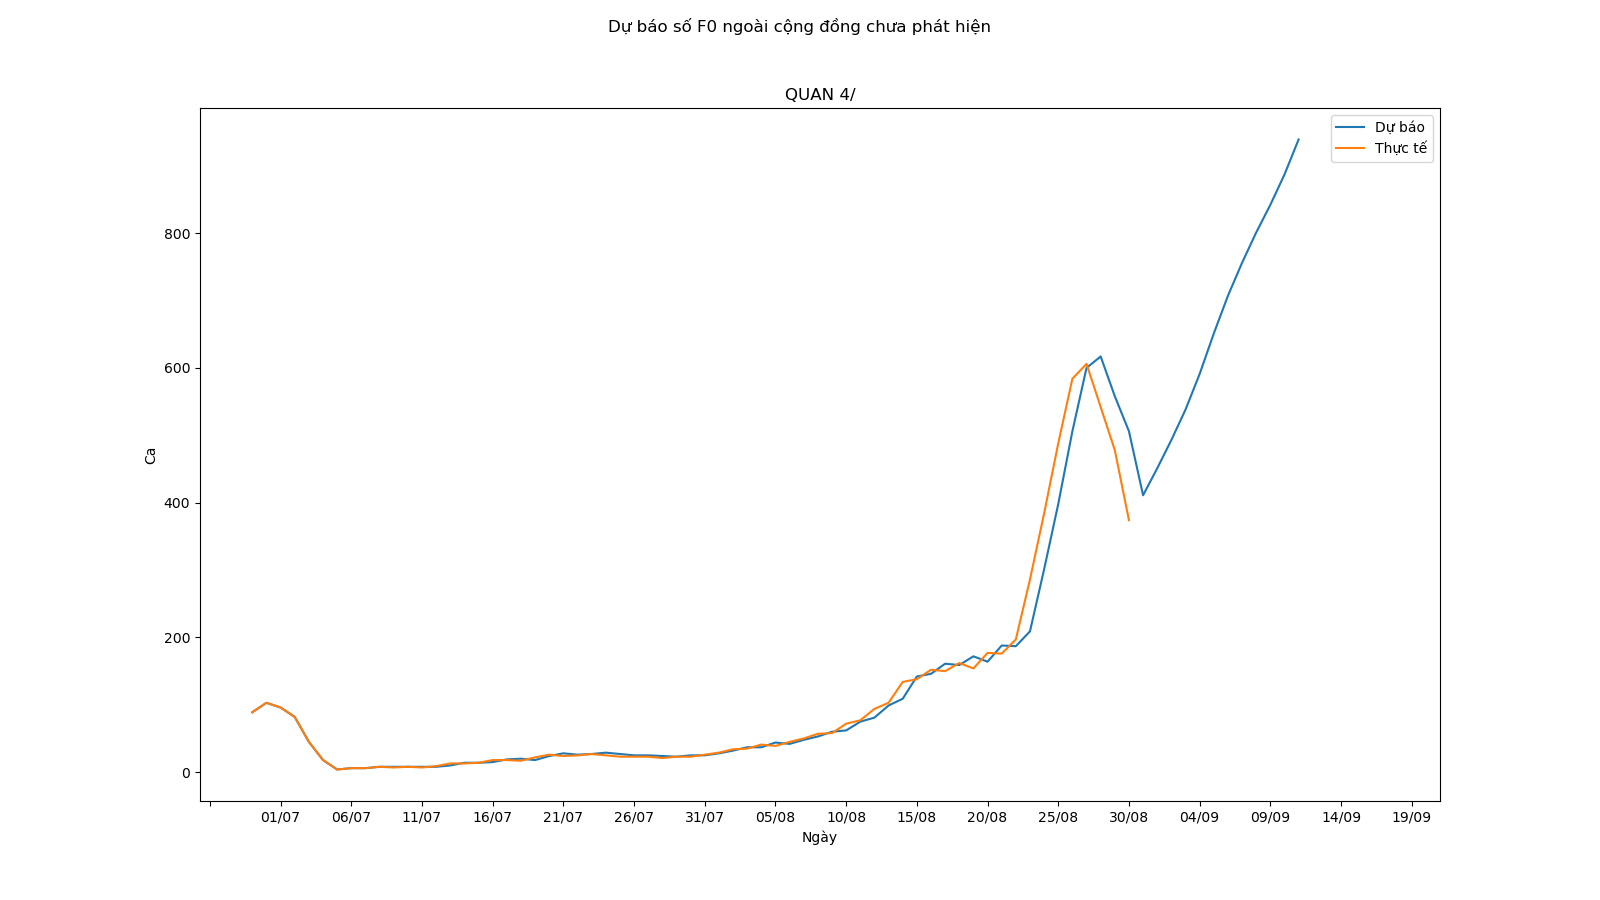 Dự báo số F0 ngoài cộng đồng chưa phát hiện
QUAN 4/
Dự báo
Thực tế
800
600
400
200
0
Ca
01/07 06/07 11/07 16/07 21/07 26/07 31/07 05/08 10/08 15/08 20/08 25/08 30/08 04/09 09/09 14/09 19/09
Ngày